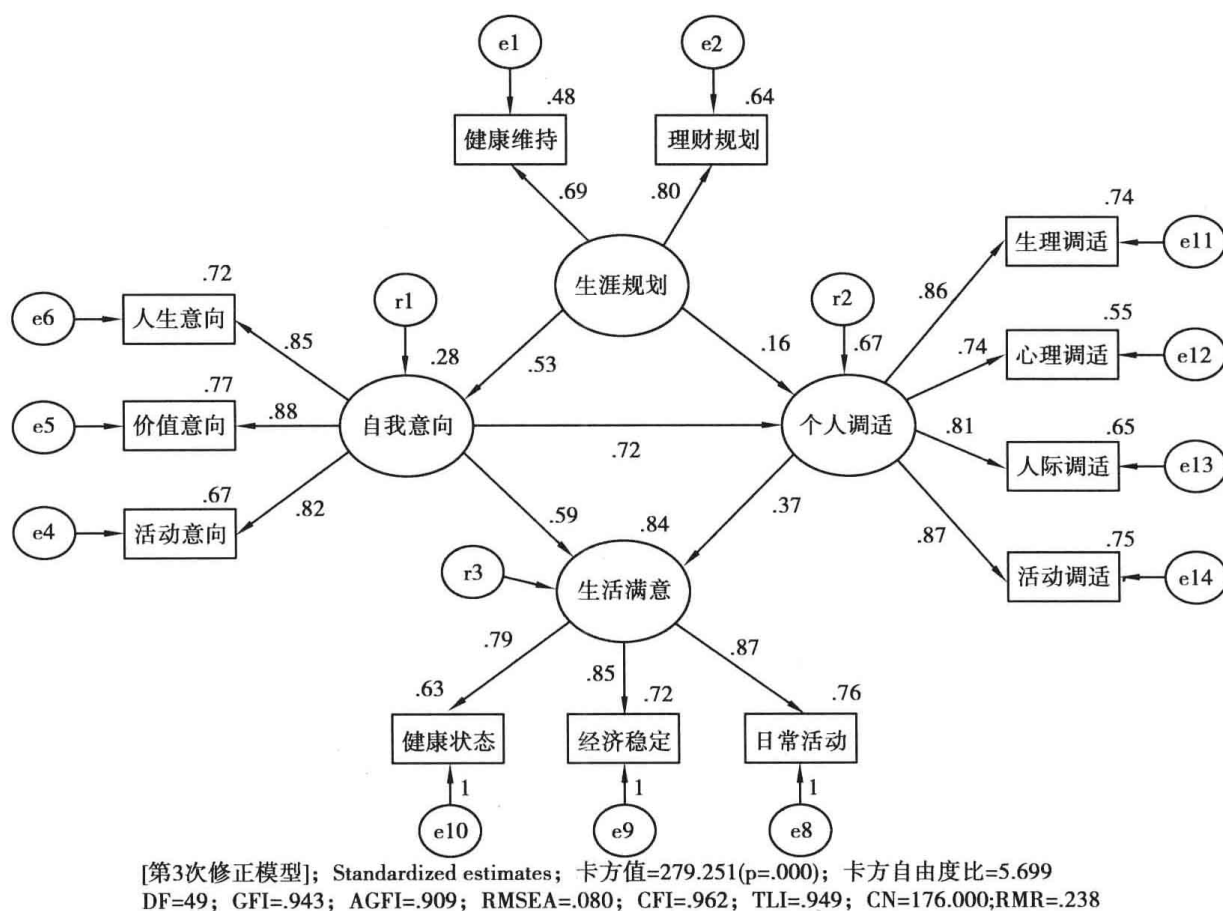 e1
e2
.48
.64
健康维持
理财规划
.69
.80
.74
生理调适
e11
生涯规划
.72
r1
r2
.86
e6
人生意向
.85
.28
.53
.16
.67
.74
.55
心理调适
e12
.77
e5
价值意向
.88
自我意向
个人调适
.72
.81
.65
人际调适
e13
.67
e4
活动意向
.82
.59
.84
.37
.87
.75
活动调适
e14
r3
生活满意
.79
.87
.63
.85
.72
.76
健康状态
经济稳定
日常活动
1
1
1
e10
e9
e8
[第3次修正模型]；Standardized estimates；卡方值=279.251(p=.000)；卡方自由度比=5.699
DF=49；GFI=.943；AGFI=.909；RMSEA=.080；CFI=.962；TLI=.949；CN=176.000;RMR=.238